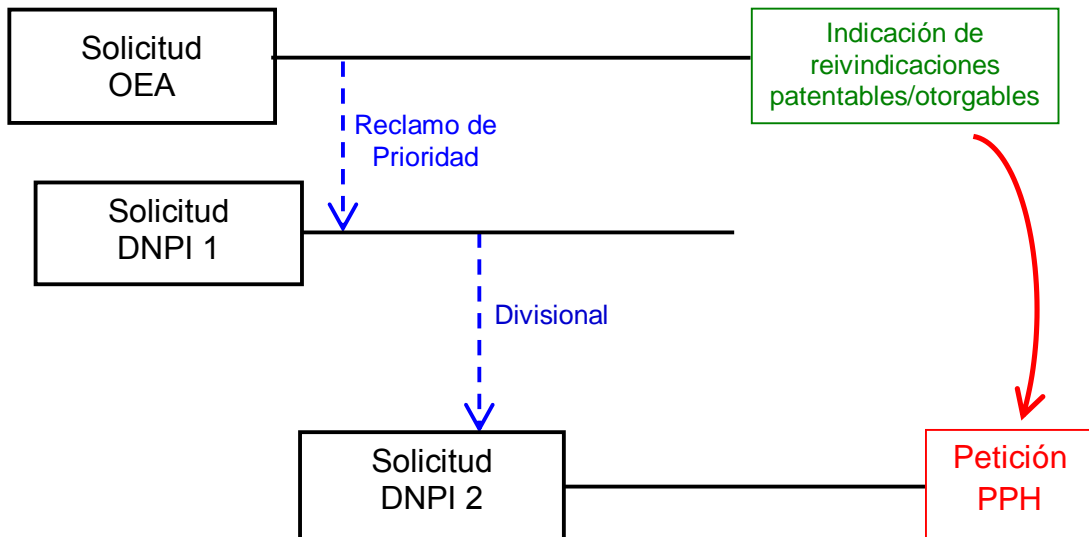 Solicitud
OEA
Indicación de
reivindicaciones
patentables/otorgables
Reclamo de
Prioridad
Solicitud
DNPI 1
Divisional
Solicitud
DNPI 2
Petición
PPH